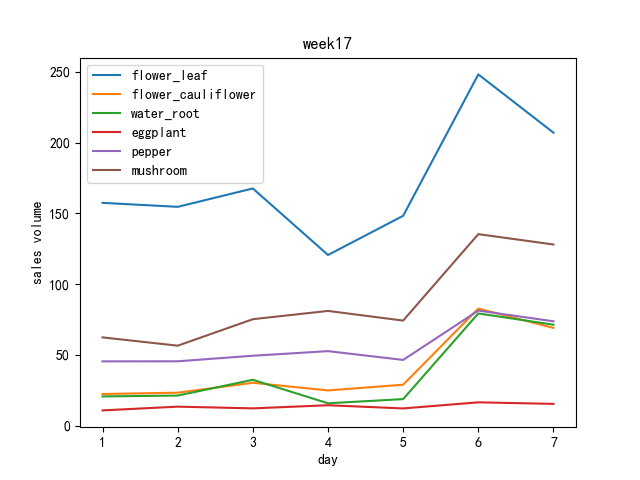 week17
flower_leaf
flower_cauliflower
water_root
eggplant
pepper
mushroom
sales volume
250
200
150
100
50
0
1 2 3 4 5 6 7
day